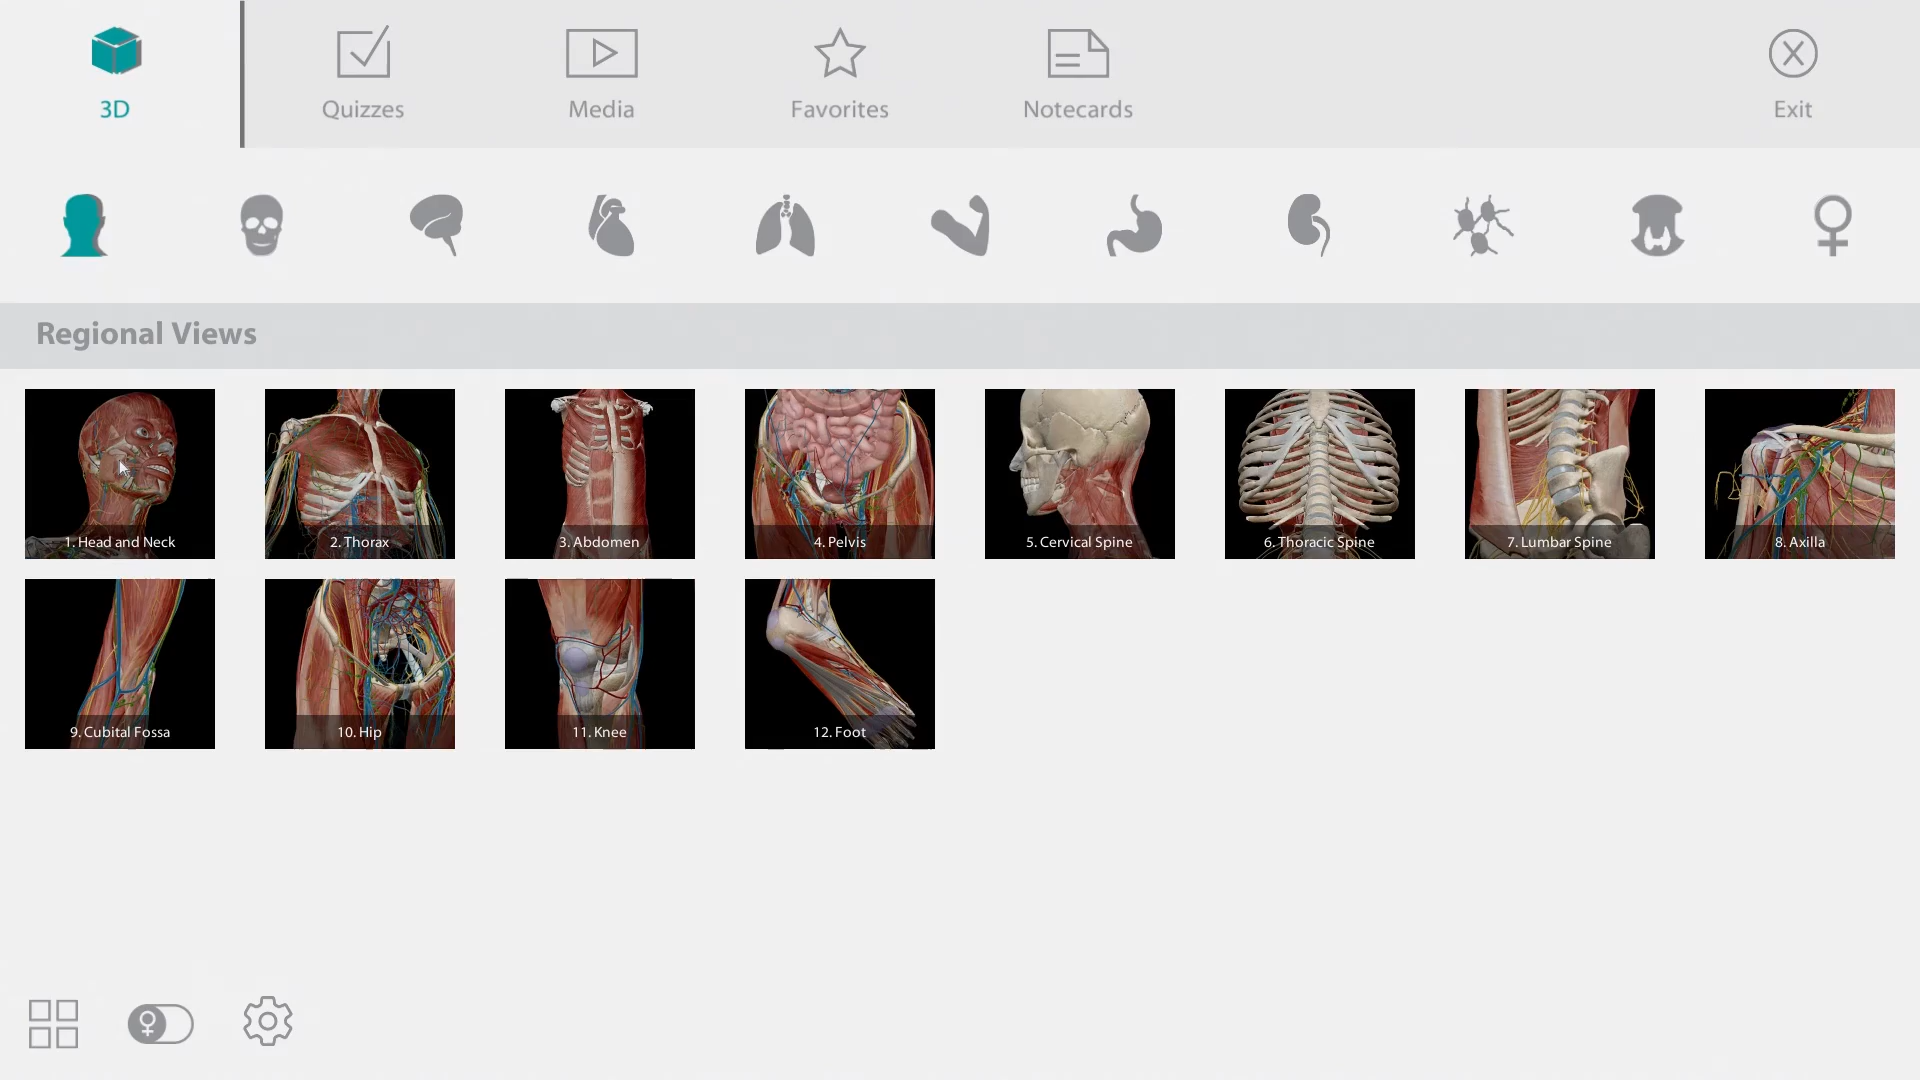 3D
Quizzes
Media
Favorites
Notecards
Exit
Regional Views
1. Head and Neck
2. Thorax
3. Abdomen
4. Pelvis
5. Cervical Spine
6. Thoracic Spine
7. Lumbar Spine
8. Axilla
9. Cubital Fossa
10. Hip
11. Knee
12. Foot